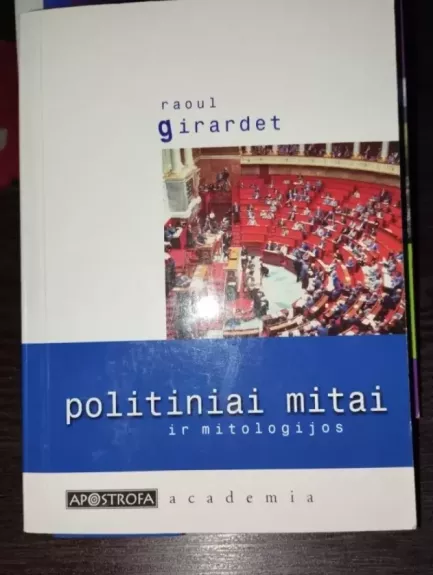 raoul
girardet
politiniai mitai
ir mitologijos
APOSTROFA academia